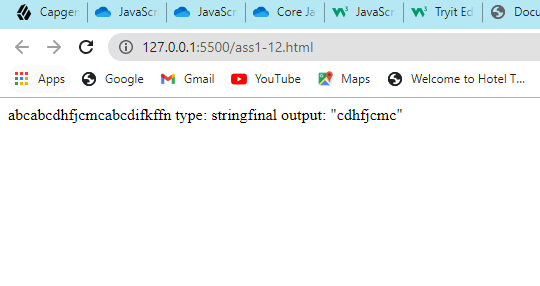 Capgem JavaScr JavaScr Core Ja JavaScr Tryit Ed Docu
127.0.0.1:5500/ass1-12.html
Apps Google Gmail YouTube Maps Welcome to Hotel T...
abcabcdhfjcmcabcdifkffn type: stringfinal output: "cdhfjcmc"